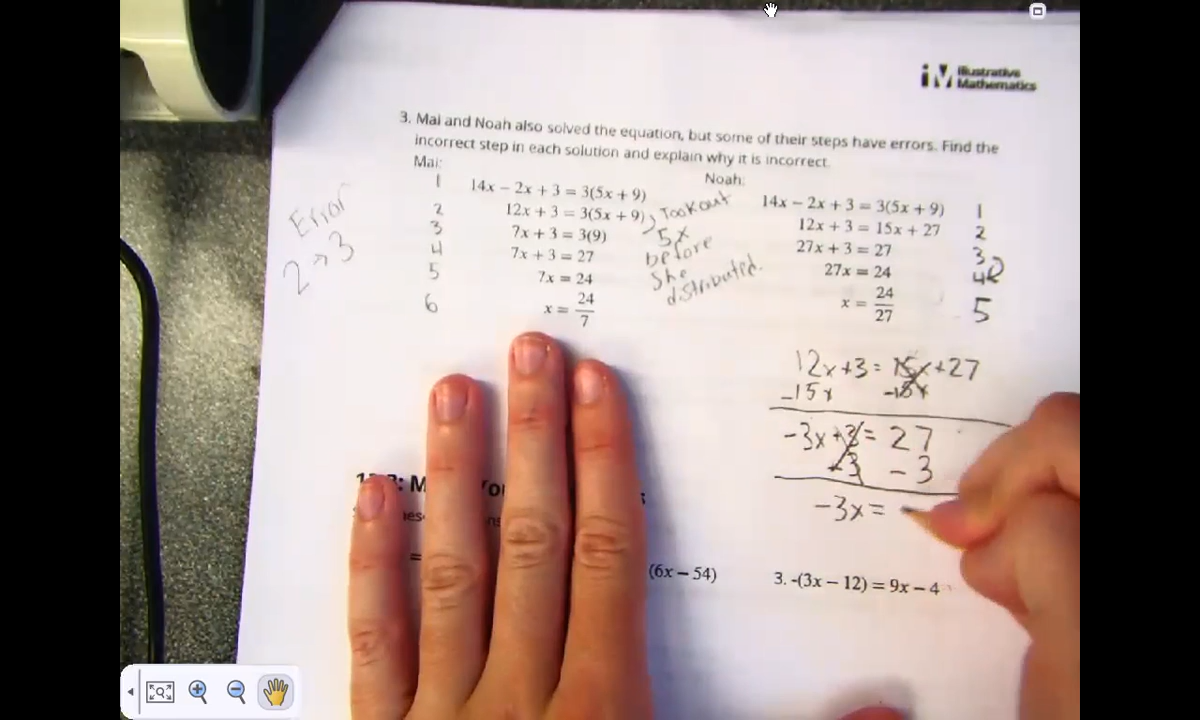 Illustrative
Mathematics
3. Mai and Noah also solved the equation, but some of their steps have errors. Find the
incorrect step in each solution and explain why it is incorrect.
Mai:
1 14x − 2x + 3 = 3(5x + 9)
2 12x + 3 = 3(5x + 9)
3 7x + 3 = 3(9)
4 7x + 3 = 27
5 7x = 24
6 x = 24/7
Error
2→3
Took out
5x
before
she
distributed.
Noah:
14x − 2x + 3 = 3(5x + 9) 1
12x + 3 = 15x + 27 2
27x + 3 = 27 3
27x = 24 4
x = 24/27 5
12x+3=15x+27
-15x -15x
-3x+3=27
-3 -3
-3x=
(6x − 54)
3. -(3x − 12) = 9x − 4